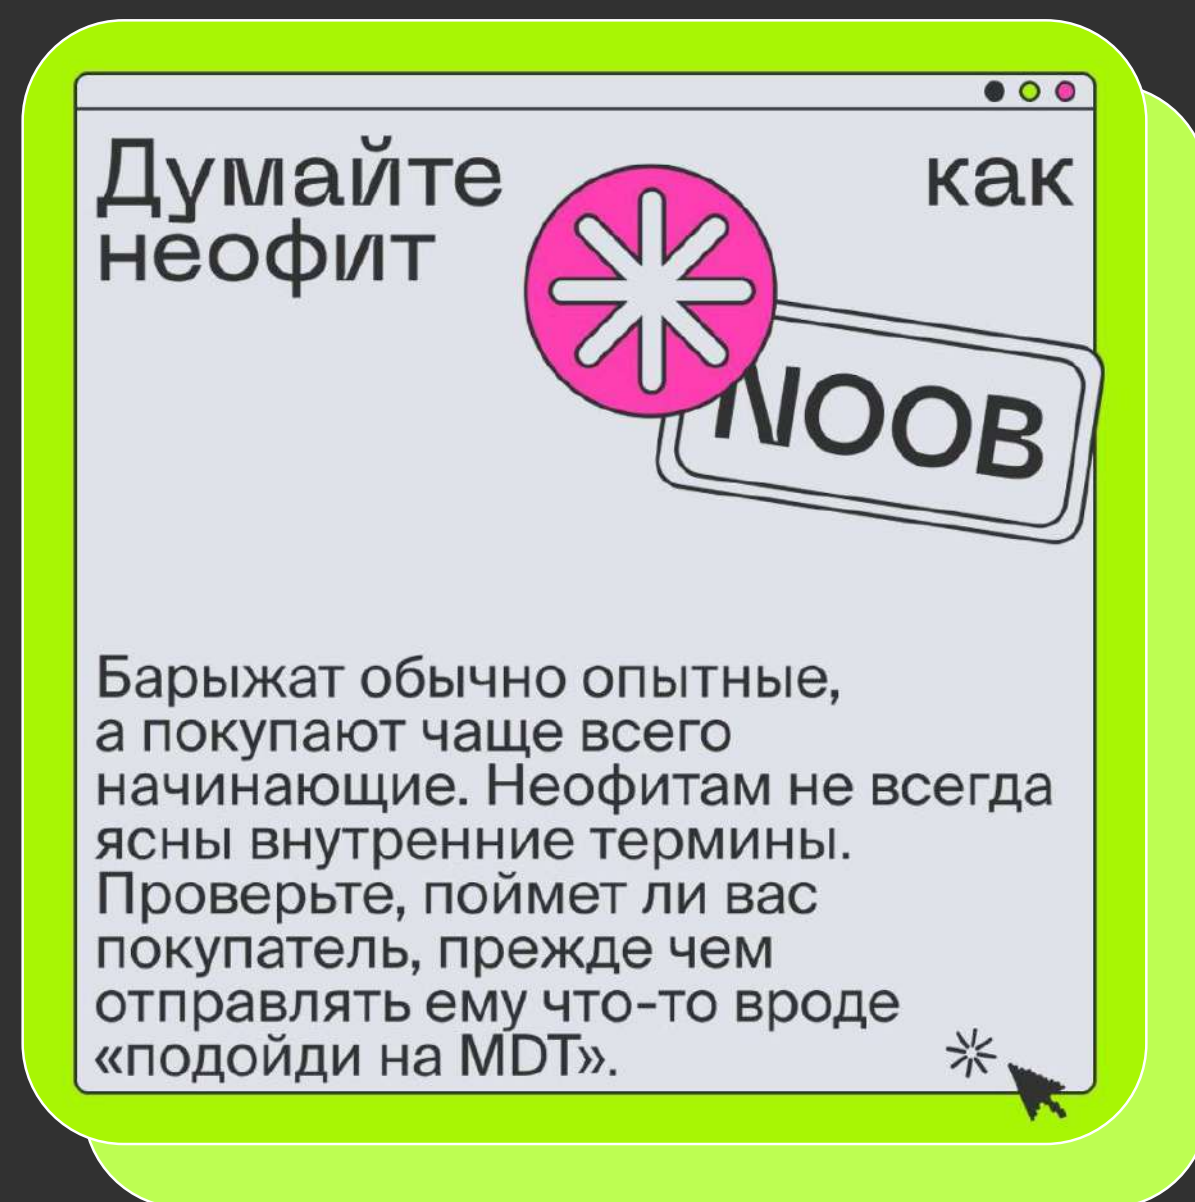 Думайте как
неофит
NOOB
Барыжат обычно опытные,
а покупают чаще всего
начинающие. Неофитам не всегда
ясны внутренние термины.
Проверьте, поймет ли вас
покупатель, прежде чем
отправлять ему что-то вроде
«подойди на MDT».